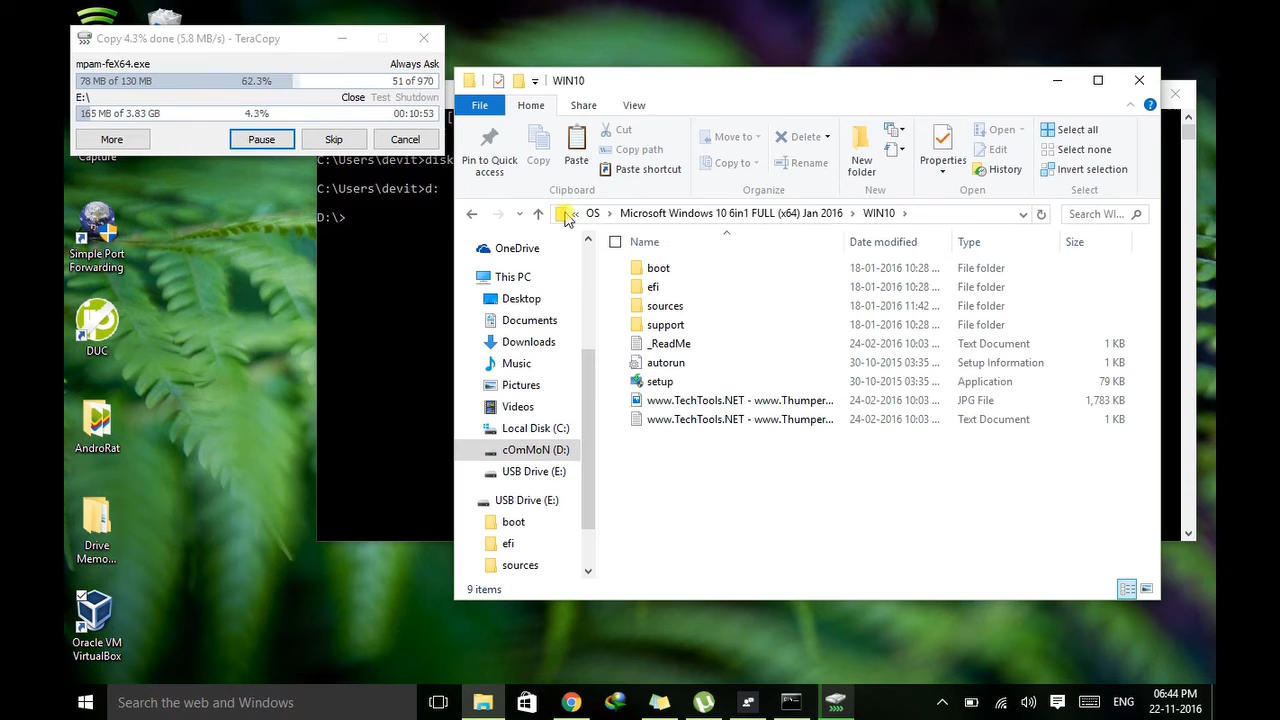 Copy 4.3% done (5.8 MB/s) - TeraCopy
mpam-feX64.exe Always Ask
78 MB of 130 MB 62.3% 51 of 970
E:\ Close Test Shutdown
165 MB of 3.83 GB 4.3% 00:10:53
More Pause Skip Cancel
Capture
Simple Port
Forwarding
DUC
AndroRat
Drive
Memo...
Oracle VM
VirtualBox
C:\Users\devit>disk
C:\Users\devit>d:
D:\>
WIN10
File Home Share View
Pin to Quick
access
Copy
Paste
Cut
Copy path
Paste shortcut
Clipboard
Move to
Copy to
Delete
Rename
Organize
New
folder
New
Properties
Open
Edit
History
Open
Select all
Select none
Invert selection
Select
« OS > Microsoft Windows 10 6in1 FULL (x64) Jan 2016 > WIN10 >
Search WI...
OneDrive
This PC
Desktop
Documents
Downloads
Music
Pictures
Videos
Local Disk (C:)
cOmMoN (D:)
USB Drive (E:)
USB Drive (E:)
boot
efi
sources
Name Date modified Type Size
boot 18-01-2016 10:28 ... File folder
efi 18-01-2016 10:28 ... File folder
sources 18-01-2016 11:42 ... File folder
support 18-01-2016 10:28 ... File folder
_ReadMe 24-02-2016 10:03 ... Text Document 1 KB
autorun 30-10-2015 03:35 ... Setup Information 1 KB
setup 30-10-2015 03:35 ... Application 79 KB
www.TechTools.NET - www.Thumper... 24-02-2016 10:03 ... JPG File 1,783 KB
www.TechTools.NET - www.Thumper... 24-02-2016 10:03 ... Text Document 1 KB
9 items
Search the web and Windows
ENG
06:44 PM
22-11-2016